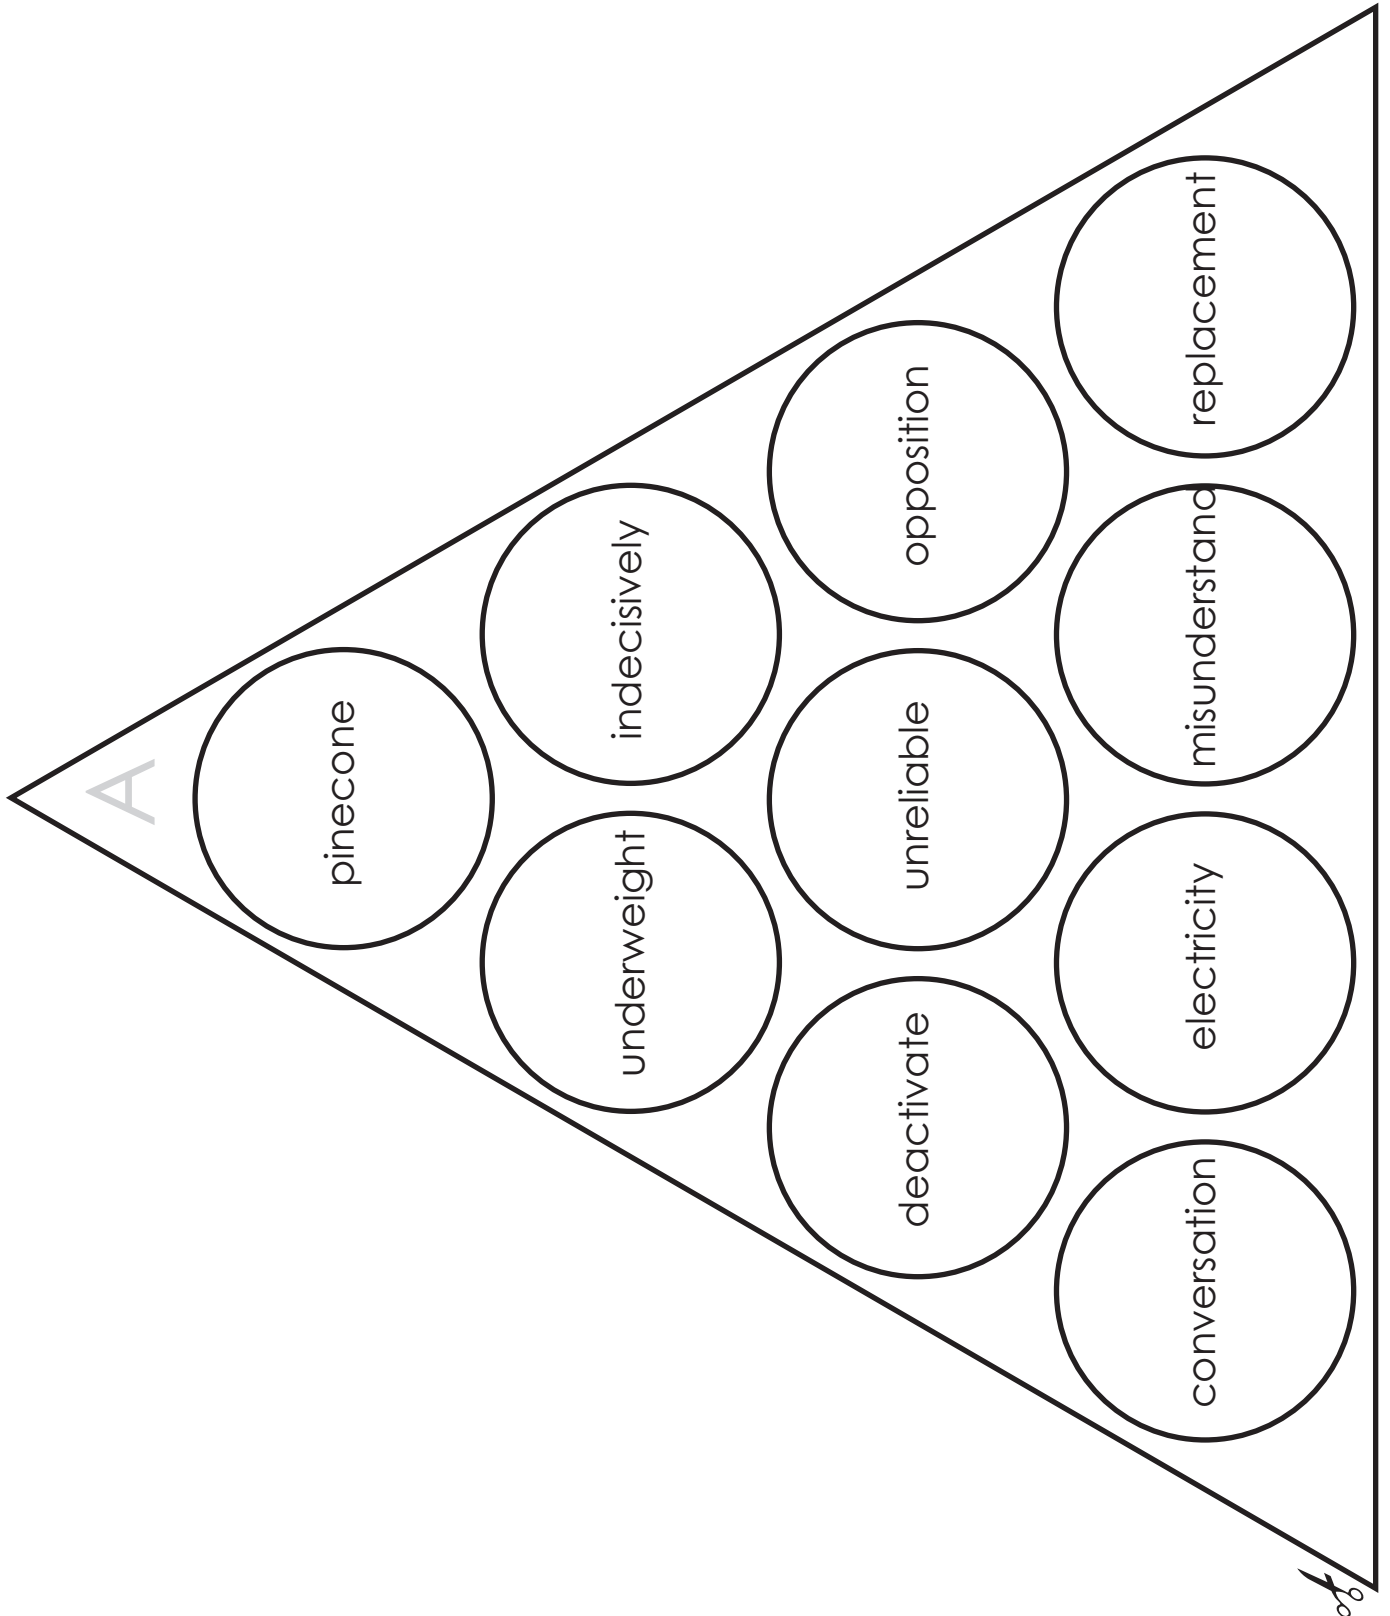 A
pinecone
underweight
indecisively
deactivate
unreliable
opposition
conversation
electricity
misunderstand
replacement